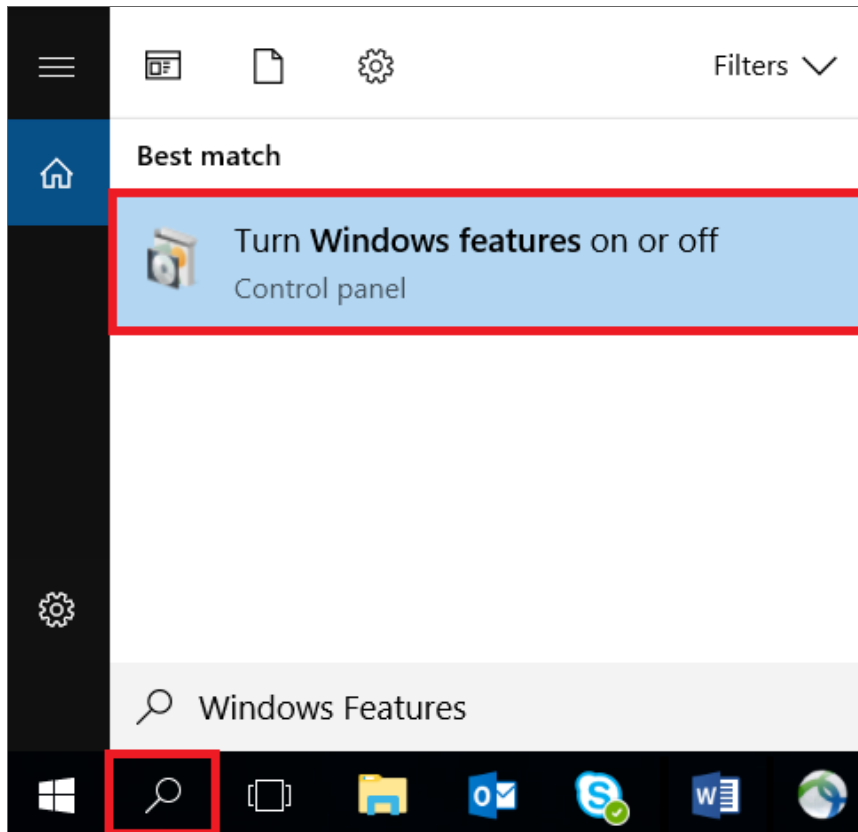 Filters
Best match
Turn Windows features on or off
Control panel
Windows Features